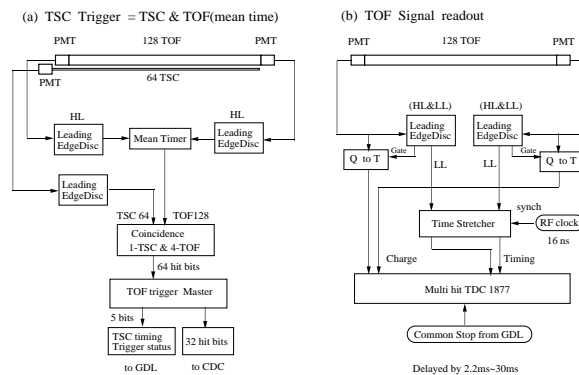 (a) TSC Trigger = TSC & TOF(mean time)
PMT 128 TOF PMT
64 TSC
PMT
HL
HL
Leading EdgeDisc
Mean Timer
Leading EdgeDisc
Leading EdgeDisc
TSC 64 TOF128
Coincidence
1-TSC & 4-TOF
64 hit bits
TOF trigger Master
5 bits
TSC timing
Trigger status
32 hit bits
to GDL to CDC
(b) TOF Signal readout
PMT 128 TOF PMT
(HL&LL) (HL&LL)
Leading EdgeDisc
Leading EdgeDisc
Gate
Gate
Q to T
Q to T
LL LL
synch
Time Stretcher
RF clock
16 ns
Charge Timing
Multi hit TDC 1877
Common Stop from GDL
Delayed by 2.2ms~30ms